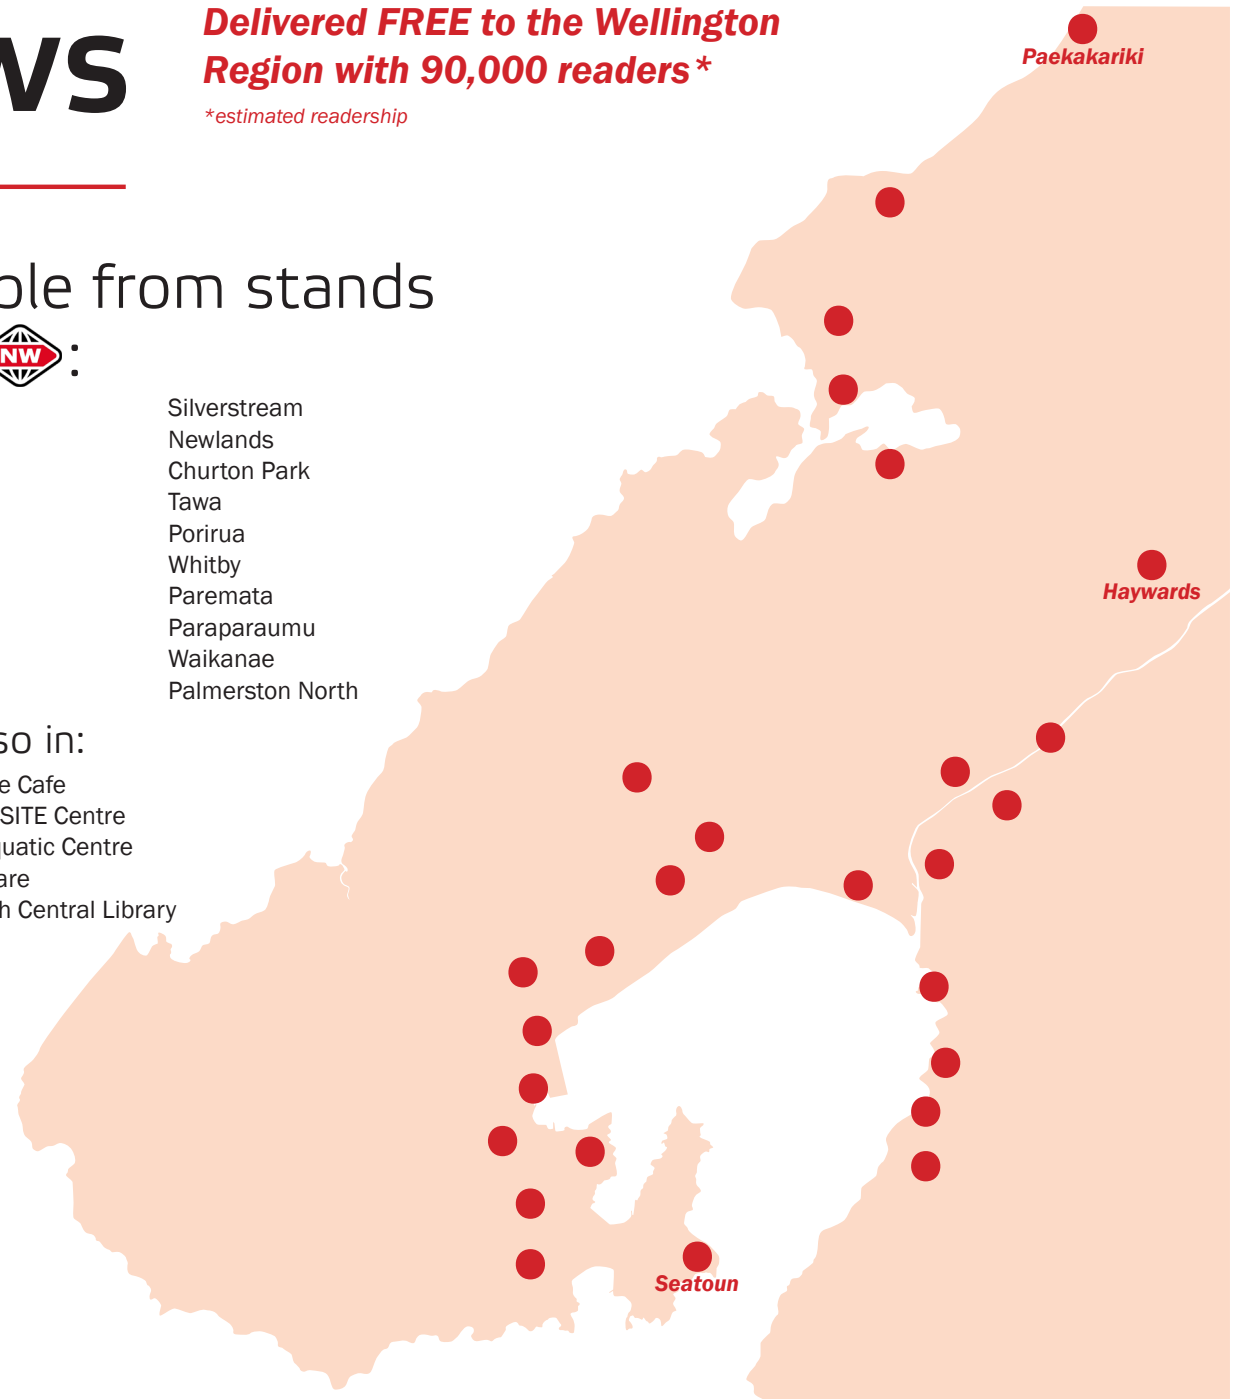 ws
Delivered FREE to the Wellington
Region with 90,000 readers*
*estimated readership
ble from stands
NW :
Silverstream
Newlands
Churton Park
Tawa
Porirua
Whitby
Paremata
Paraparaumu
Waikanae
Palmerston North
so in:
e Cafe
SITE Centre
quatic Centre
are
h Central Library
Paekakariki
Haywards
Seatoun